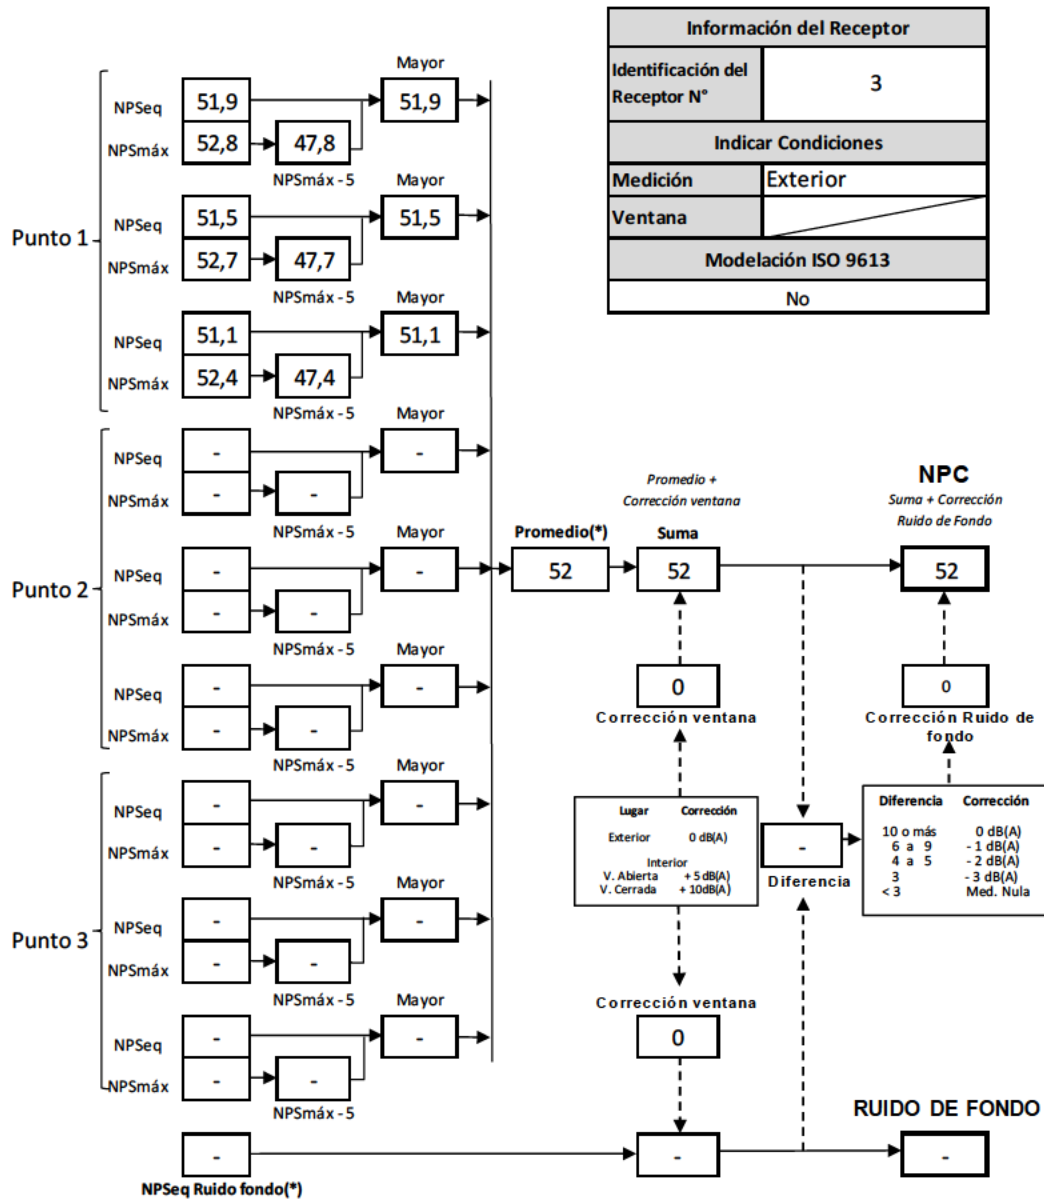 Información del Receptor
Identificación del Receptor N°
3
Indicar Condiciones
Medición
Exterior
Ventana
Modelación ISO 9613
No
Punto 1
Mayor
NPSeq
51,9
51,9
NPSmáx
52,8
47,8
NPSmáx - 5
Mayor
NPSeq
51,5
51,5
NPSmáx
52,7
47,7
NPSmáx - 5
Mayor
NPSeq
51,1
51,1
NPSmáx
52,4
47,4
NPSmáx - 5
Punto 2
Mayor
NPSeq
-
-
NPSmáx
-
-
NPSmáx - 5
Mayor
NPSeq
-
-
NPSmáx
-
-
NPSmáx - 5
Mayor
NPSeq
-
-
NPSmáx
-
-
NPSmáx - 5
Punto 3
Mayor
NPSeq
-
-
NPSmáx
-
-
NPSmáx - 5
Mayor
NPSeq
-
-
NPSmáx
-
-
NPSmáx - 5
Mayor
NPSeq
-
-
NPSmáx
-
-
NPSmáx - 5
Promedio(*)
52
Promedio +
Corrección ventana
Suma
52
NPC
Suma + Corrección
Ruido de Fondo
52
0
Corrección ventana
0
Corrección Ruido de
fondo
Lugar Corrección
Exterior 0 dB(A)
Interior
V. Abierta + 5 dB(A)
V. Cerrada + 10dB(A)
-
Diferencia
Diferencia Corrección
10 o más 0 dB(A)
6 a 9 - 1 dB(A)
4 a 5 - 2 dB(A)
3 - 3 dB(A)
< 3 Med. Nula
Corrección ventana
0
RUIDO DE FONDO
-
-
-
NPSeq Ruido fondo(*)